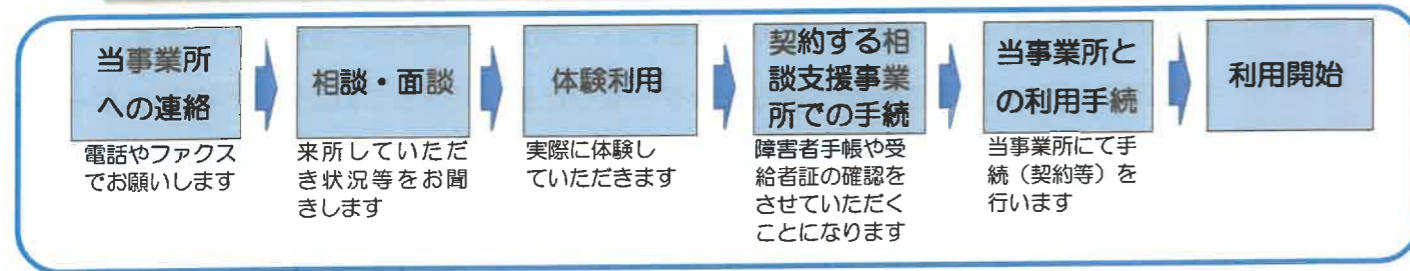 当事業所
への連絡
電話やファクス
でお願いします
相談・面談
来所していただ
き状況等をお聞
きします
体験利用
実際に体験し
ていただきます
契約する相
談支援事業
所での手続
障害者手帳や受
給者証の確認を
させていただく
ことになります
当事業所と
の利用手続
当事業所にて手
続（契約等）を
行います
利用開始